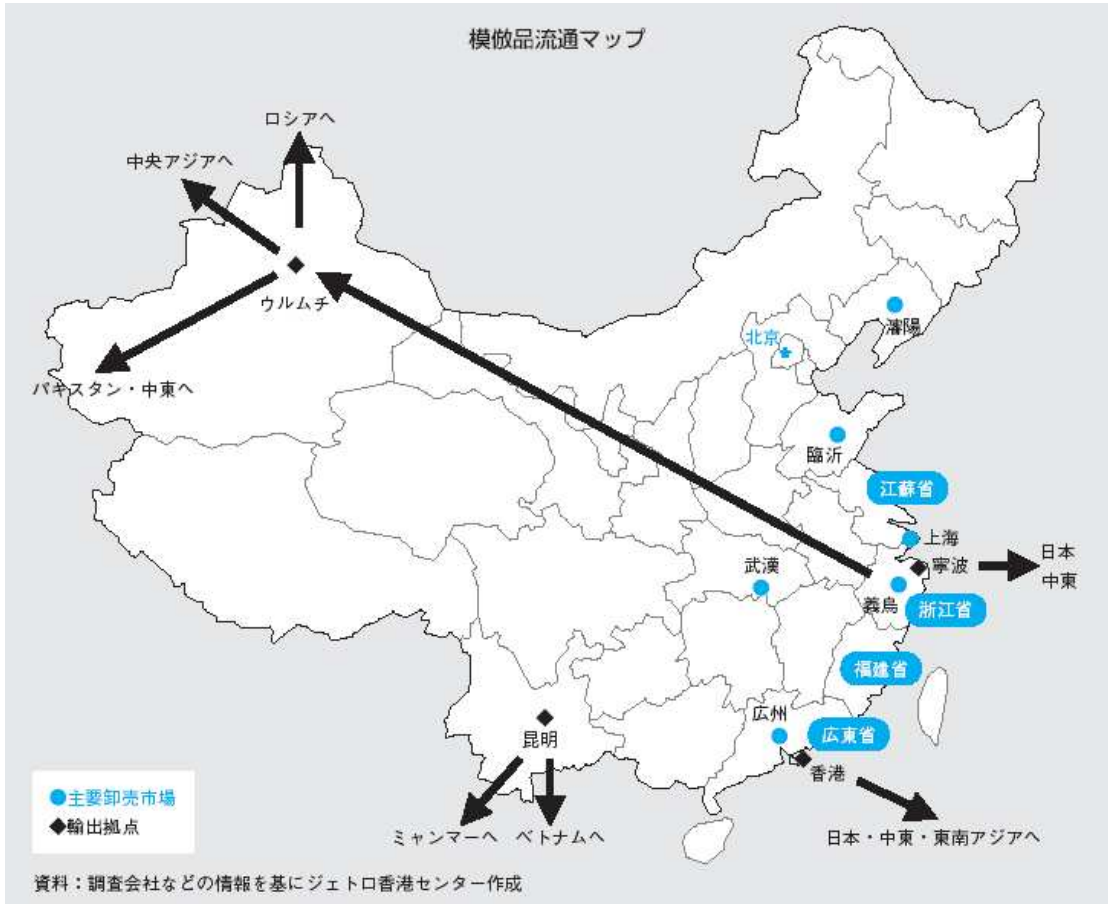 模倣品流通マップ
ロシアへ
中央アジアへ
ウルムチ
パキスタン・中東へ
瀋陽
北京
臨沂
江蘇省
上海
寧波
日本
中東
武漢
義烏
浙江省
福建省
広州
広東省
香港
昆明
ミャンマーへ
ベトナムへ
日本・中東・東南アジアへ
●主要卸売市場
◆輸出拠点
資料：調査会社などの情報を基にジェトロ香港センター作成